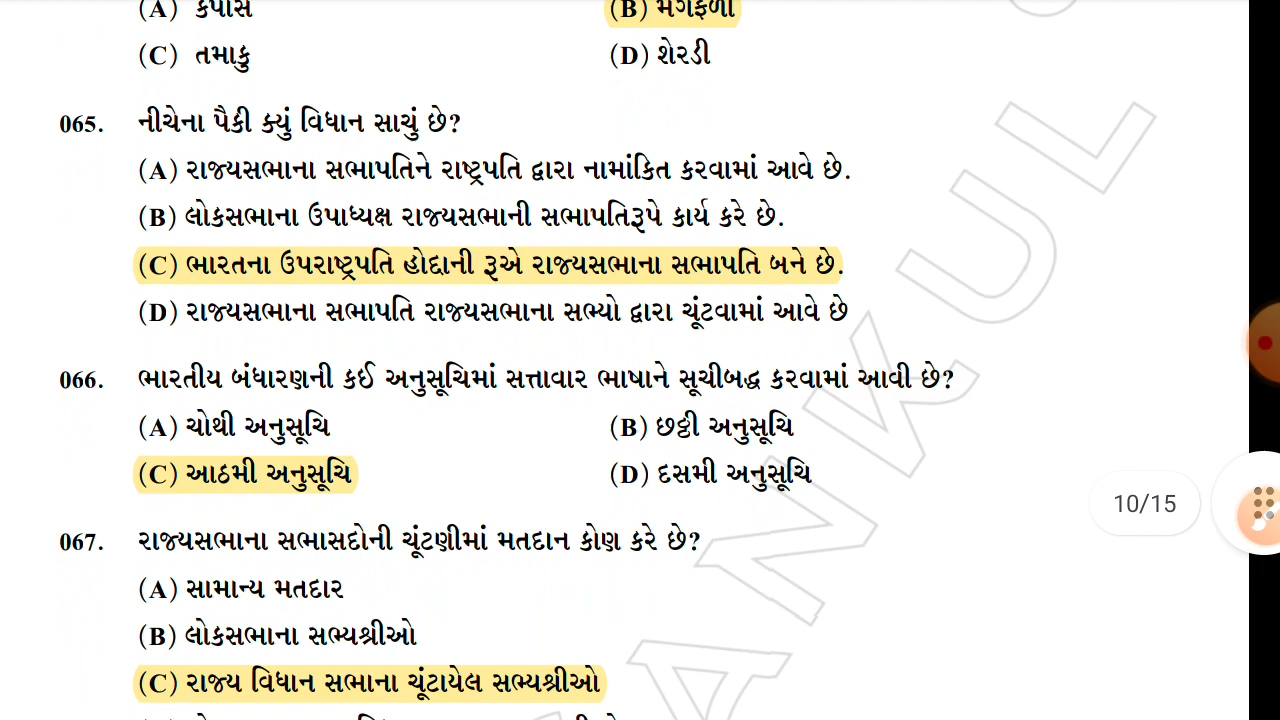 (A) કપાસ (B) મગફળી
(C) તમાકુ (D) શેરડી
065. નીચેના પૈકી ક્યું વિધાન સાચું છે?
(A) રાજ્યસભાના સભાપતિને રાષ્ટ્રપતિ દ્વારા નામાંકિત કરવામાં આવે છે.
(B) લોકસભાના ઉપાધ્યક્ષ રાજ્યસભાની સભાપતિરૂપે કાર્ય કરે છે.
(C) ભારતના ઉપરાષ્ટ્રપતિ હોદ્દાની રૂએ રાજ્યસભાના સભાપતિ બને છે.
(D) રાજ્યસભાના સભાપતિ રાજ્યસભાના સભ્યો દ્વારા ચૂંટવામાં આવે છે
066. ભારતીય બંધારણની કઈ અનુસૂચિમાં સત્તાવાર ભાષાને સૂચીબદ્ધ કરવામાં આવી છે?
(A) ચોથી અનુસૂચિ (B) છઠ્ઠી અનુસૂચિ
(C) આઠમી અનુસૂચિ (D) દસમી અનુસૂચિ
10/15
067. રાજ્યસભાના સભાસદોની ચૂંટણીમાં મતદાન કોણ કરે છે?
(A) સામાન્ય મતદાર
(B) લોકસભાના સભ્યશ્રીઓ
(C) રાજ્ય વિધાન સભાના ચૂંટાયેલ સભ્યશ્રીઓ
ANKUL